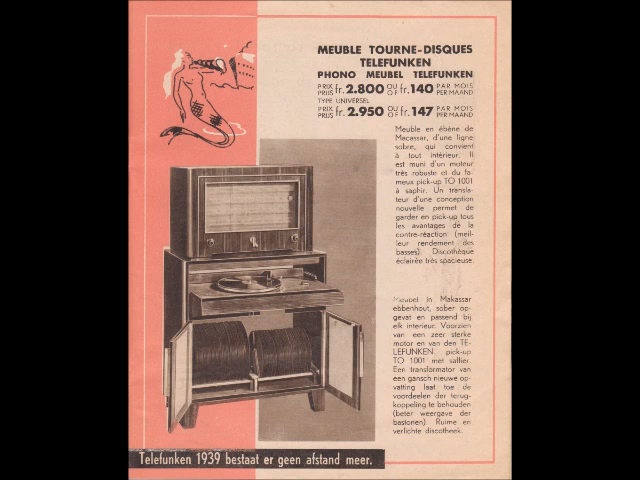 MEUBLE TOURNE-DISQUES
TELEFUNKEN
PHONO MEUBEL TELEFUNKEN
PRIX PRIJS fr. 2.800 OU OF fr. 140 PAR MOIS PER MAAND
TYPE UNIVERSEL
PRIX PRIJS fr. 2.950 OU OF fr. 147 PAR MOIS PER MAAND
Meuble en ébène de
Macassar, d'une ligne
sobre, qui convient
à tout intérieur. Il
est muni d'un moteur
très robuste et du fa-
meux pick-up TO 1001
à saphir. Un transla-
teur d'une conception
nouvelle permet de
garder en pick-up tous
les avantages de la
contre-réaction (meil-
leur rendement des
basses). Discothèque
éclairée très spacieuse.
Meubel in Makassar
ebbenhout, sober op-
gevat en passend bij
elk interieur. Voorzien
van een zeer sterke
motor en van den TE-
LEFUNKEN pick-up
TO 1001 met saffier.
Een transformator van
een gansch nieuwe op-
vatting laat toe de
voordeelen der terug-
koppeling te behouden
(beter weergave der
bastonen). Ruime en
verlichte discotheek.
Telefunken 1939 bestaat er geen afstand meer.